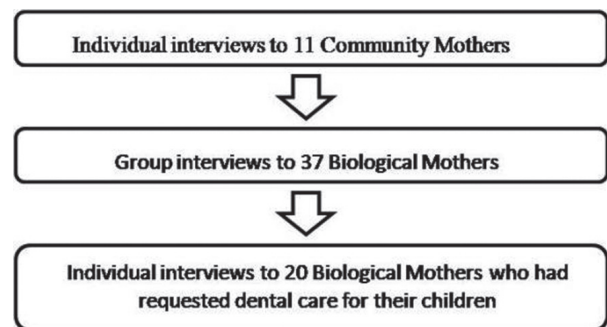 Individual interviews to 11 Community Mothers
Group interviews to 37 Biological Mothers
Individual interviews to 20 Biological Mothers who had
requested dental care for their children